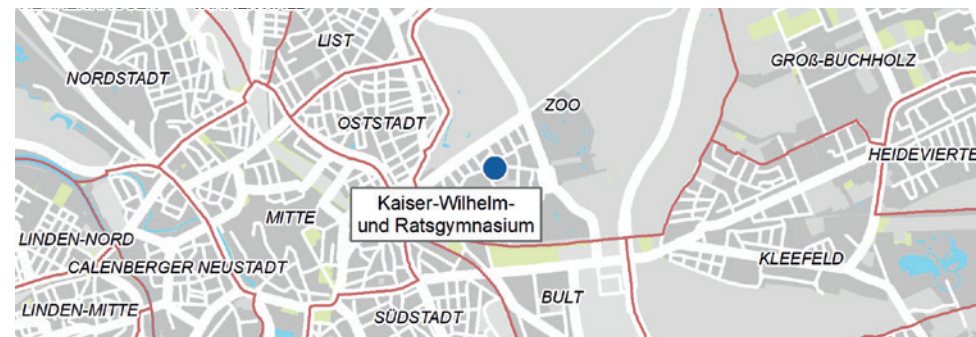 LIST
GROß-BUCHHOLZ
NORDSTADT
ZOO
OSTSTADT
HEIDEVIERTE
Kaiser-Wilhelm-
und Ratsgymnasium
MITTE
LINDEN-NORD
KLEEFELD
CALENBERGER NEUSTADT
BULT
LINDEN-MITTE
SÜDSTADT